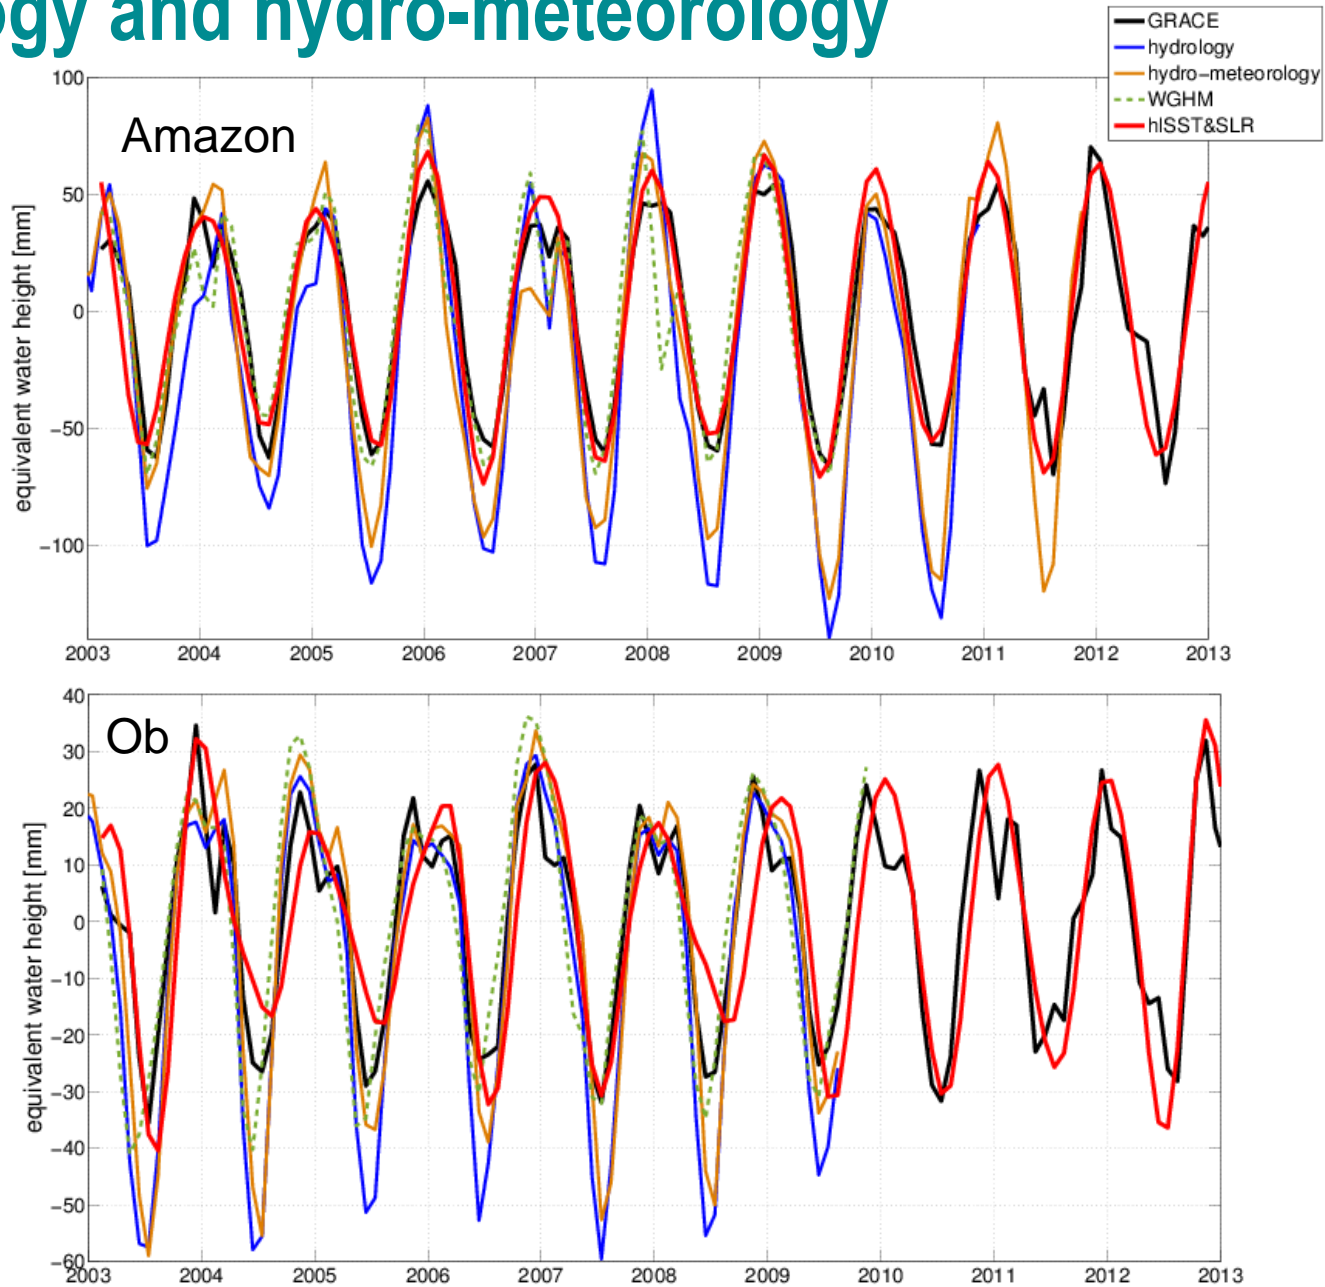 ogy and hydro-meteorology
GRACE
hydrology
hydro−meteorology
WGHM
hlSST&SLR
Amazon
equivalent water height [mm]
100
50
0
−50
−100
2003 2004 2005 2006 2007 2008 2009 2010 2011 2012 2013
Ob
equivalent water height [mm]
40
30
20
10
0
−10
−20
−30
−40
−50
−60
2003 2004 2005 2006 2007 2008 2009 2010 2011 2012 2013